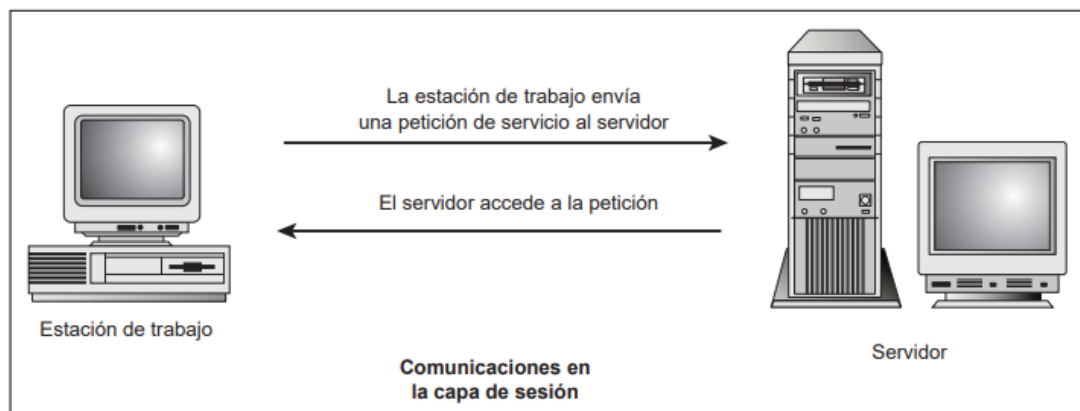 La estación de trabajo envía
una petición de servicio al servidor
El servidor accede a la petición
Estación de trabajo
Servidor
Comunicaciones en
la capa de sesión